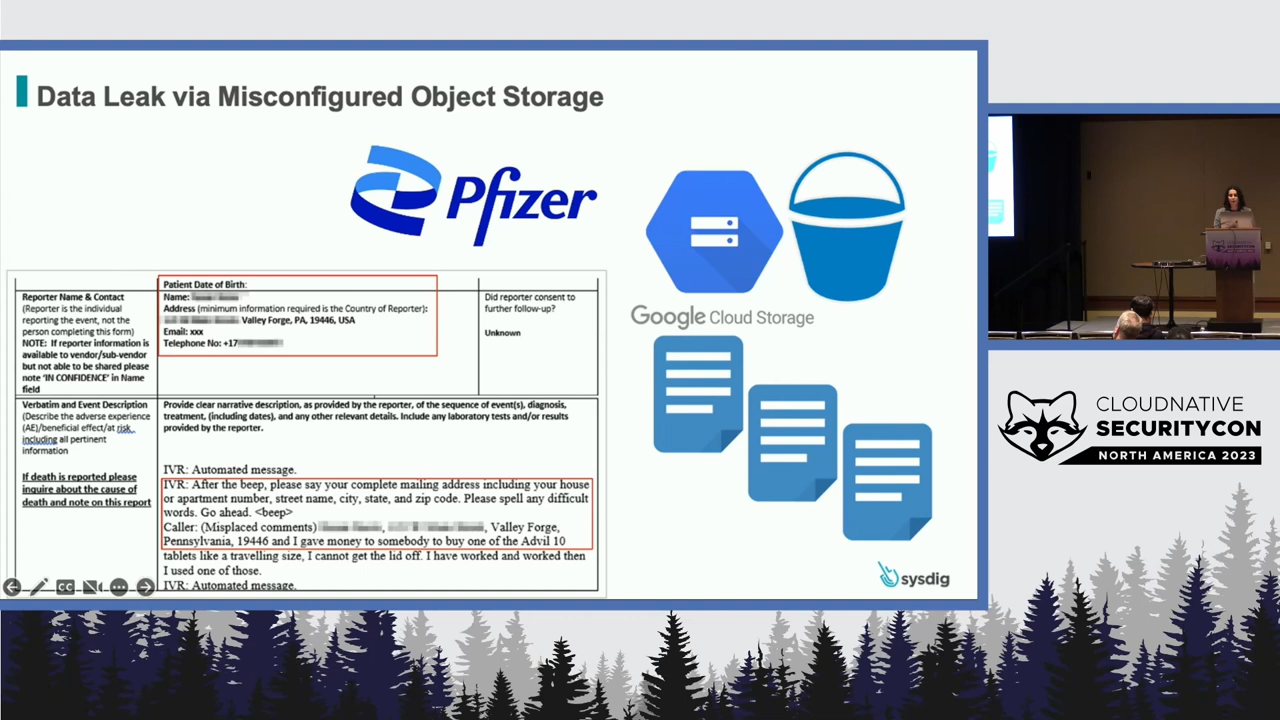 Data Leak via Misconfigured Object Storage
Pfizer
Google Cloud Storage
Patient Date of Birth:
Reporter Name & Contact
(Reporter is the individual
reporting the event, not the
person completing this form)
NOTE: If reporter information is
available to vendor/sub-vendor
but not able to be shared please
note 'IN CONFIDENCE' in Name
field
Name:
Address (minimum information required is the Country of Reporter):
Valley Forge, PA, 19446, USA
Email: xxx
Telephone No: +17
Did reporter consent to
further follow-up?
Unknown
Verbatim and Event Description
(Describe the adverse experience
(AE)/beneficial effect/at risk,
including all pertinent
information
If death is reported please
inquire about the cause of
death and note on this report
Provide clear narrative description, as provided by the reporter, of the sequence of event(s), diagnosis,
treatment, (including dates), and any other relevant details. Include any laboratory tests and/or results
provided by the reporter.
IVR: Automated message.
IVR: After the beep, please say your complete mailing address including your house
or apartment number, street name, city, state, and zip code. Please spell any difficult
words. Go ahead. <beep>
Caller: (Misplaced comments) , , Valley Forge,
Pennsylvania, 19446 and I gave money to somebody to buy one of the Advil 10
tablets like a travelling size, I cannot get the lid off. I have worked and worked then
I used one of those.
IVR: Automated message.
CC
sysdig
CLOUDNATIVE
SECURITYCON
NORTH AMERICA 2023